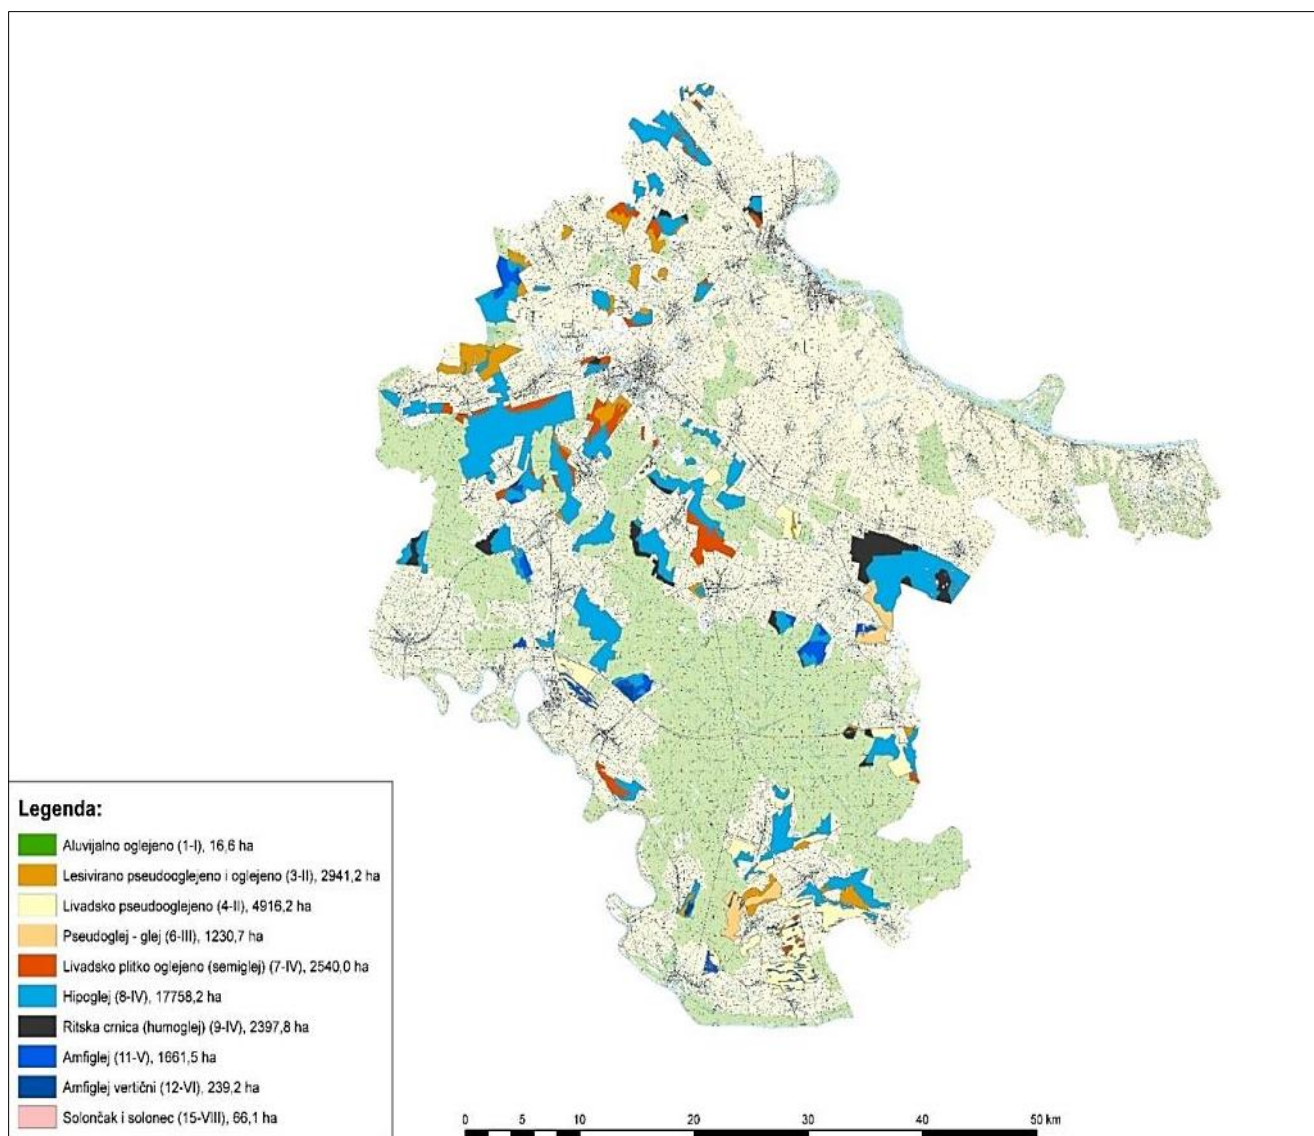 Legenda:
Aluvijalno oglejeno (1-I), 16,6 ha
Lesivirano pseudooglejeno i oglejeno (3-II), 2941,2 ha
Livadsko pseudooglejeno (4-II), 4916,2 ha
Pseudoglej - glej (6-III), 1230,7 ha
Livadsko plitko oglejeno (semiglej) (7-IV), 2540,0 ha
Hipoglej (8-IV), 17758,2 ha
Ritska crnica (humoglej) (9-IV), 2397,8 ha
Amfiglej (11-V), 1661,5 ha
Amfiglej vertični (12-VI), 239,2 ha
Solončak i solonec (15-VIII), 66,1 ha
0 5 10 20 30 40 50 km